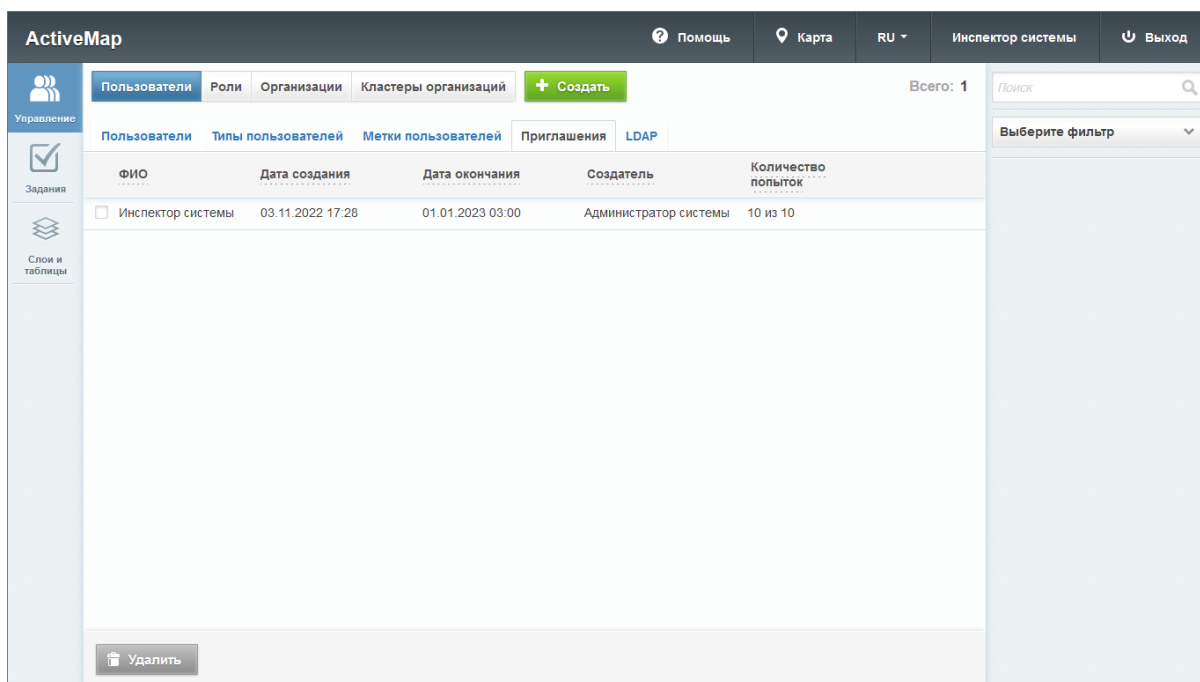 ActiveMap
Помощь
Карта
RU
Инспектор системы
Выход
Управление
Задания
Слои и
таблицы
Пользователи
Роли
Организации
Кластеры организаций
Создать
Всего: 1
Пользователи
Типы пользователей
Метки пользователей
Приглашения
LDAP
ФИО
Дата создания
Дата окончания
Создатель
Количество
попыток
Инспектор системы
03.11.2022 17:28
01.01.2023 03:00
Администратор системы
10 из 10
Удалить
Поиск
Выберите фильтр